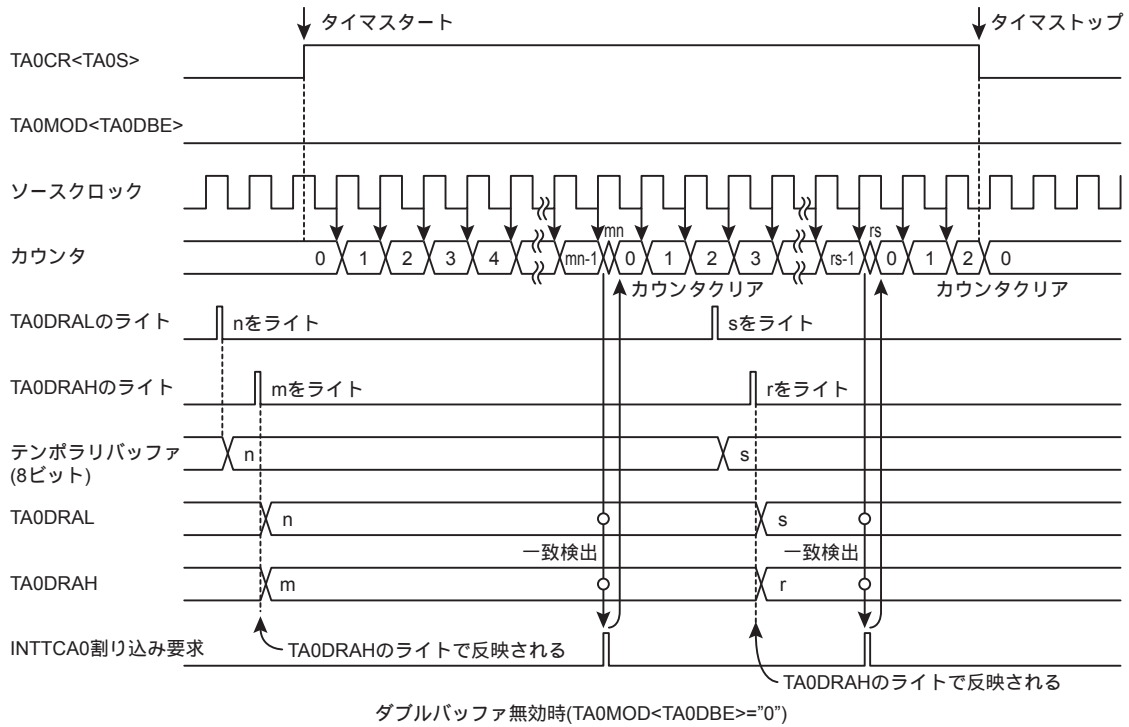 タイマスタート
タイマストップ
TA0CR<TA0S>
TA0MOD<TA0DBE>
ソースクロック
カウンタ
0 1 2 3 4 mn-1 mn 0 1 2 3 rs-1 rs 0 1 2 0
カウンタクリア
カウンタクリア
TA0DRALのライト
nをライト
sをライト
TA0DRAHのライト
mをライト
rをライト
テンポラリバッファ
(8ビット)
n
s
TA0DRAL
n
s
一致検出
一致検出
TA0DRAH
m
r
INTTCA0割り込み要求
TA0DRAHのライトで反映される
TA0DRAHのライトで反映される
ダブルバッファ無効時(TA0MOD<TA0DBE>=”0”)